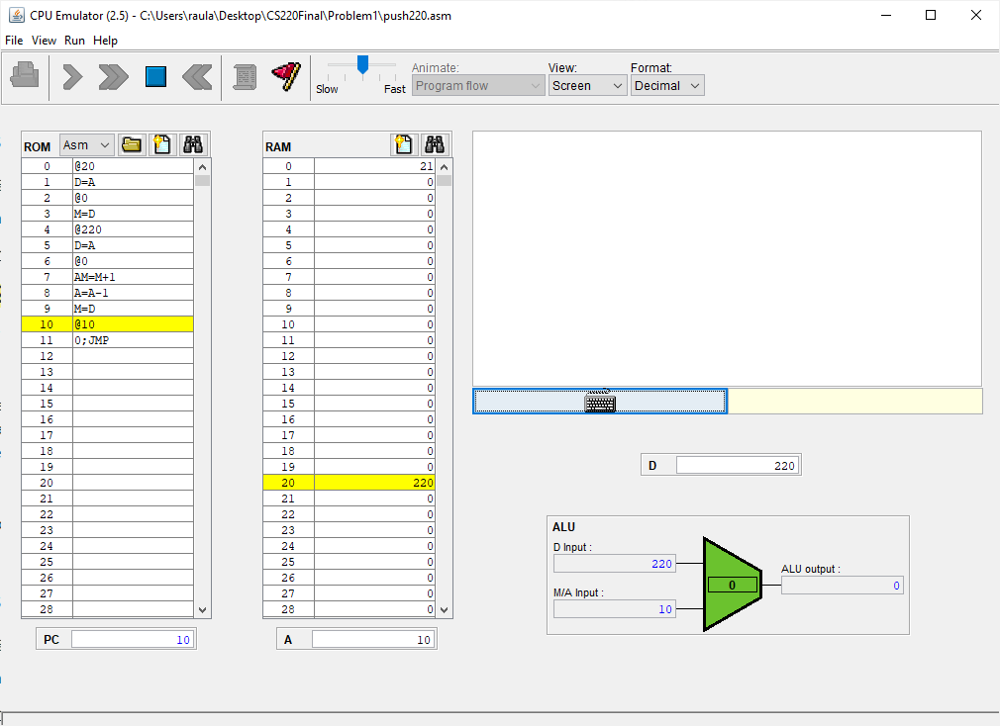 CPU Emulator (2.5) - C:\Users\raula\Desktop\CS220Final\Problem1\push220.asm
File View Run Help
Slow Fast
Animate:
Program flow
View:
Screen
Format:
Decimal
ROM Asm
0 @20
1 D=A
2 @0
3 M=D
4 @220
5 D=A
6 @0
7 AM=M+1
8 A=A-1
9 M=D
10 @10
11 0;JMP
12
13
14
15
16
17
18
19
20
21
22
23
24
25
26
27
28
PC 10
RAM
0 21
1 0
2 0
3 0
4 0
5 0
6 0
7 0
8 0
9 0
10 0
11 0
12 0
13 0
14 0
15 0
16 0
17 0
18 0
19 0
20 220
21 0
22 0
23 0
24 0
25 0
26 0
27 0
28 0
A 10
D 220
ALU
D Input :
220
M/A Input :
10
0
ALU output :
0